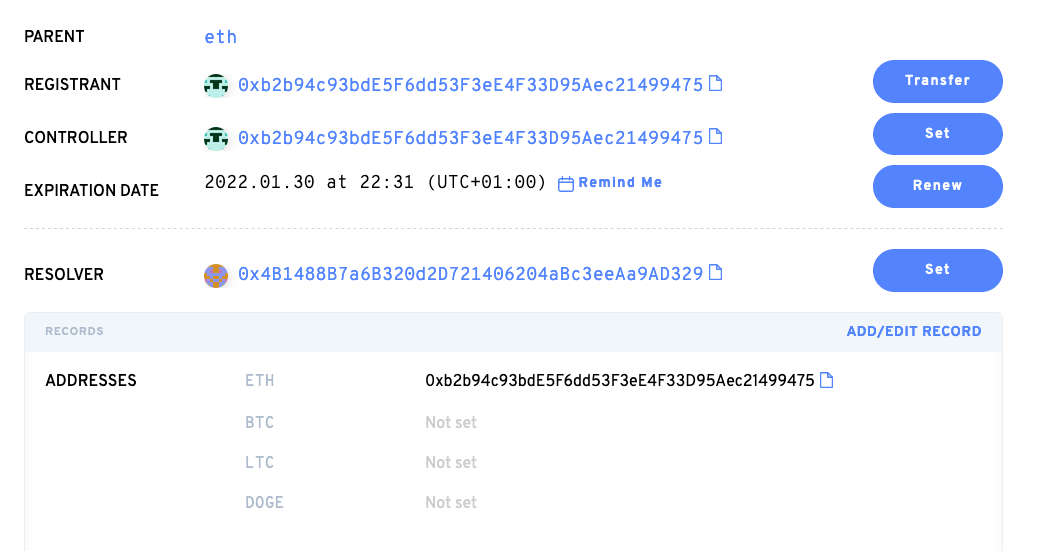 PARENT eth
REGISTRANT 0xb2b94c93bdE5F6dd53F3eE4F33D95Aec21499475 Transfer
CONTROLLER 0xb2b94c93bdE5F6dd53F3eE4F33D95Aec21499475 Set
EXPIRATION DATE 2022.01.30 at 22:31 (UTC+01:00) Remind Me Renew
RESOLVER 0x4B1488B7a6B320d2D721406204aBc3eeAa9AD329 Set
RECORDS ADD/EDIT RECORD
ADDRESSES ETH 0xb2b94c93bdE5F6dd53F3eE4F33D95Aec21499475
BTC Not set
LTC Not set
DOGE Not set